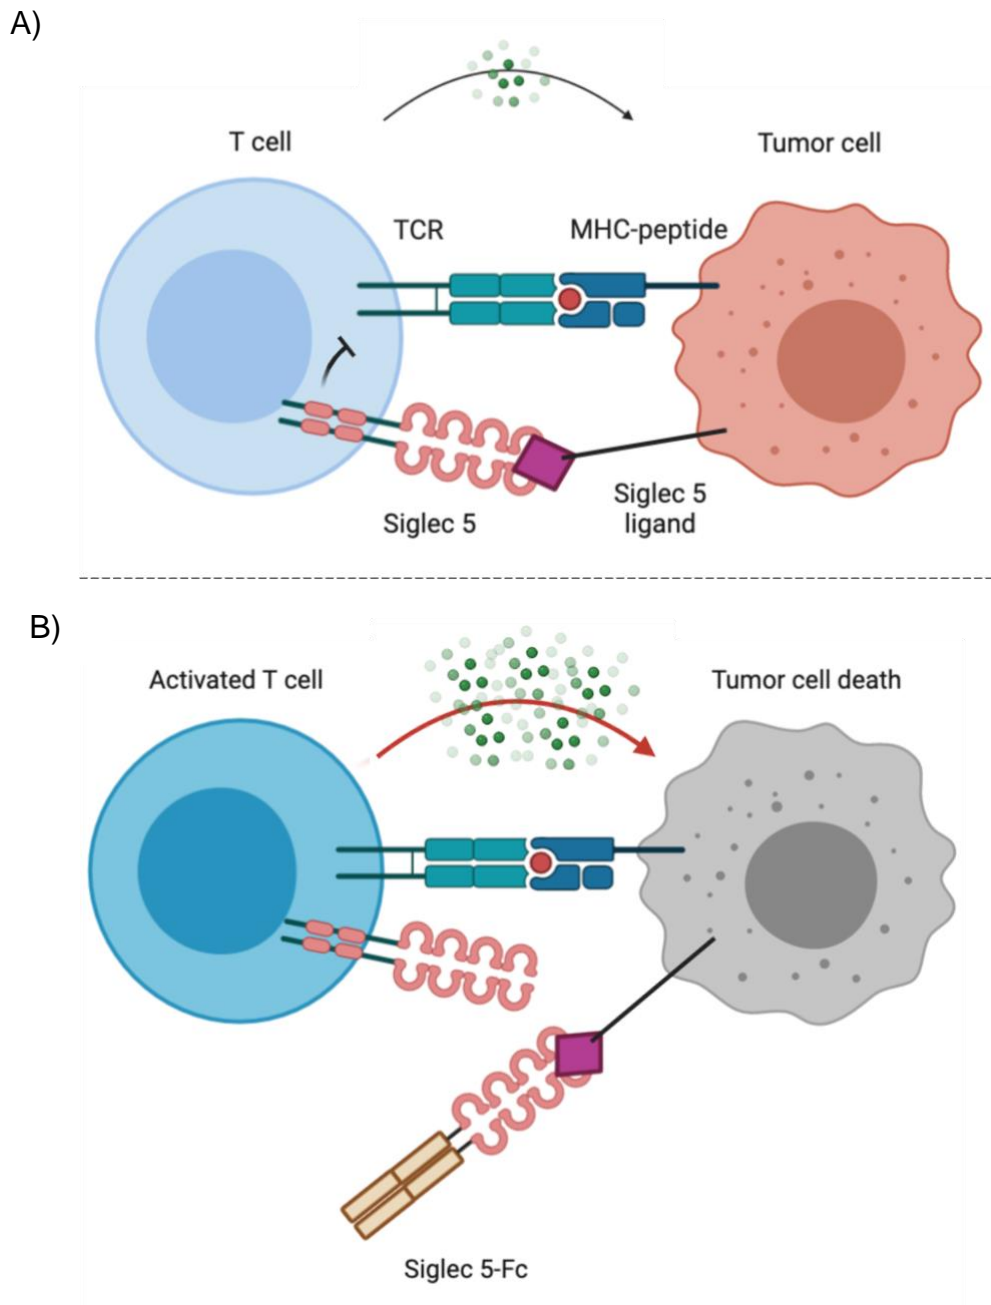 A)
T cell
Tumor cell
TCR
MHC-peptide
Siglec 5
Siglec 5
ligand
B)
Activated T cell
Tumor cell death
Siglec 5-Fc